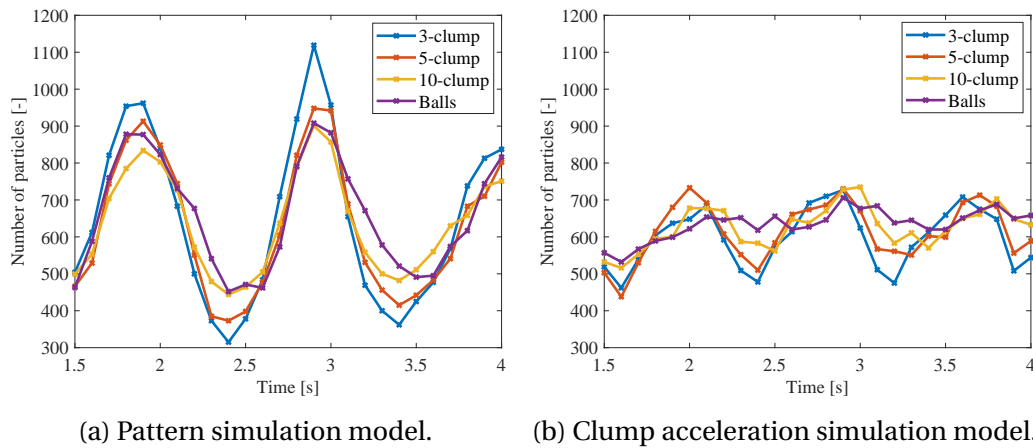 1200
1100
1000
900
800
700
600
500
400
300
Number of particles [-]
1.5 2 2.5 3 3.5 4
Time [s]
3-clump
5-clump
10-clump
Balls
(a) Pattern simulation model.
1200
1100
1000
900
800
700
600
500
400
300
Number of particles [-]
1.5 2 2.5 3 3.5 4
Time [s]
3-clump
5-clump
10-clump
Balls
(b) Clump acceleration simulation model